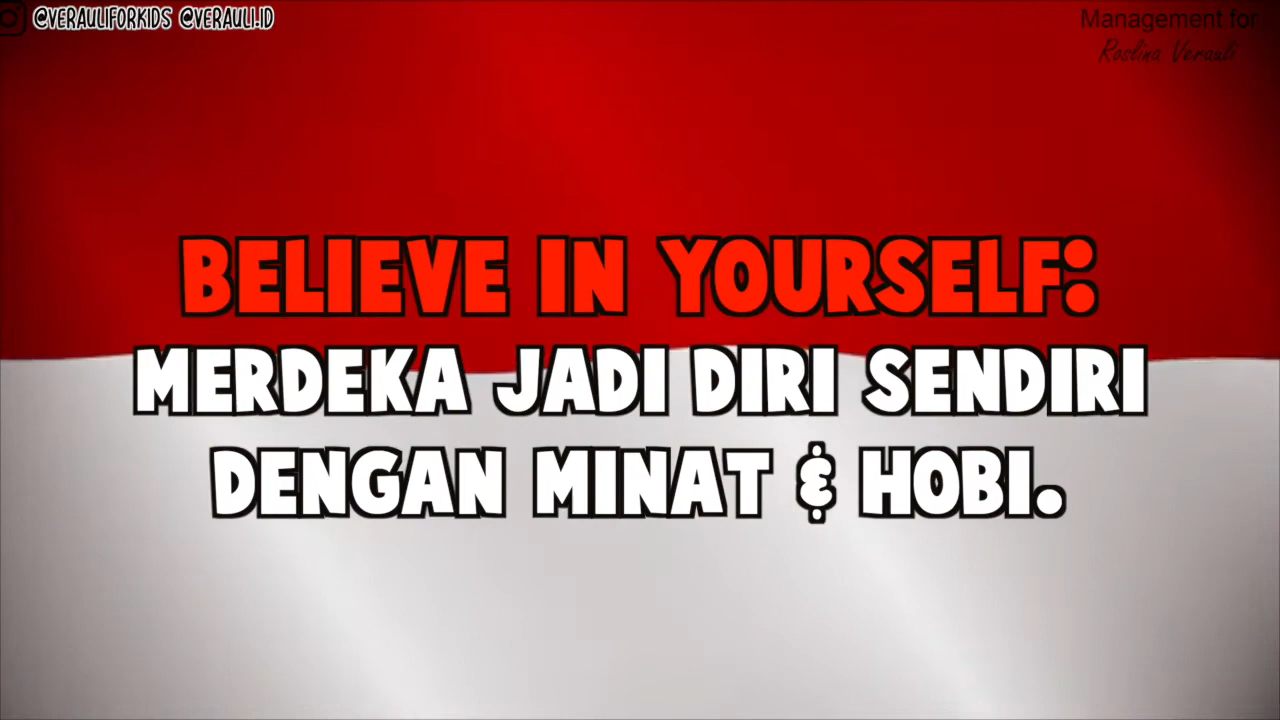 @VERAULIFORKIDS @VERAULI.ID
Management for
Roslina Verauli
BELIEVE IN YOURSELF:
MERDEKA JADI DIRI SENDIRI
DENGAN MINAT & HOBI.